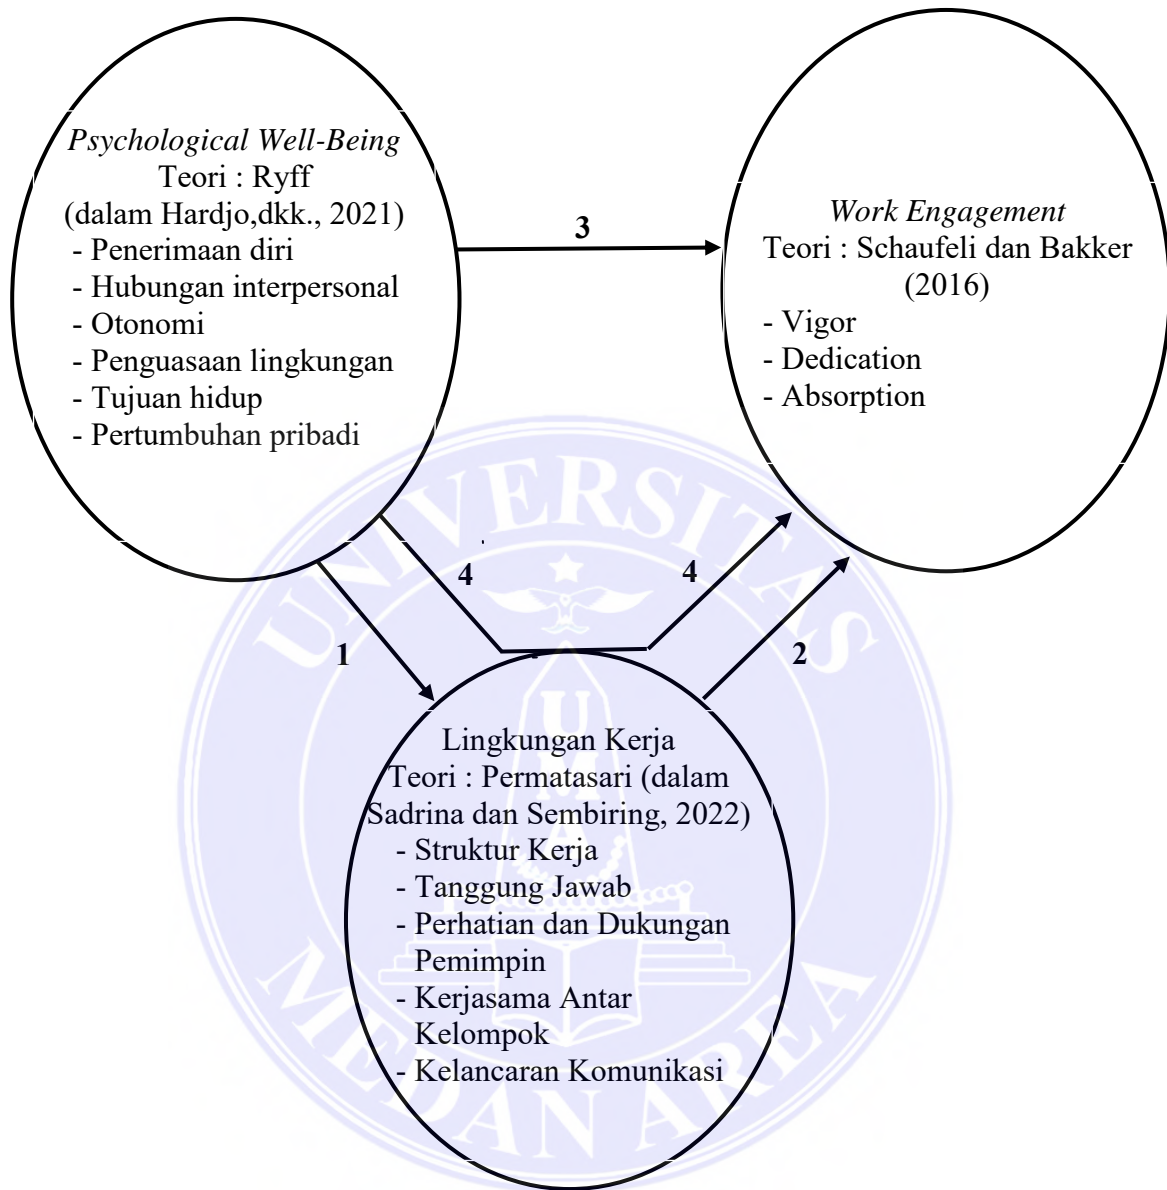 Psychological Well-Being
Teori : Ryff
(dalam Hardjo,dkk., 2021)
- Penerimaan diri
- Hubungan interpersonal
- Otonomi
- Penguasaan lingkungan
- Tujuan hidup
- Pertumbuhan pribadi
3
Work Engagement
Teori : Schaufeli dan Bakker
(2016)
- Vigor
- Dedication
- Absorption
4
4
1
2
Lingkungan Kerja
Teori : Permatasari (dalam
Sadrina dan Sembiring, 2022)
- Struktur Kerja
- Tanggung Jawab
- Perhatian dan Dukungan
Pemimpin
- Kerjasama Antar
Kelompok
- Kelancaran Komunikasi
UNIVERSITAS
MEDAN AREA
U
M
A